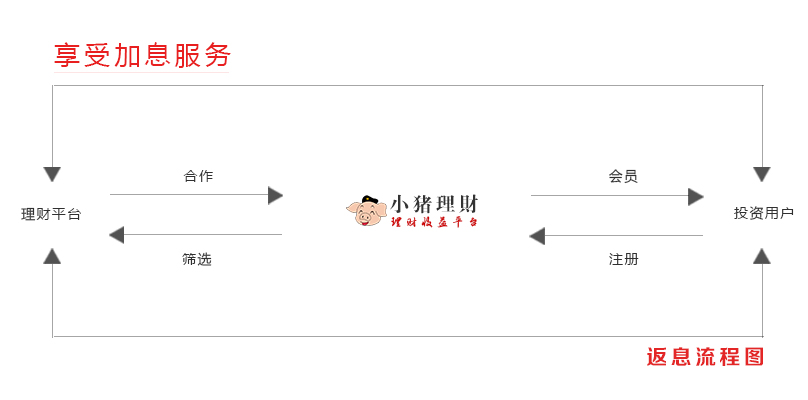 享受加息服务
合作
会员
理财平台
小猪理财
理财收益平台
投资用户
筛选
注册
返息流程图